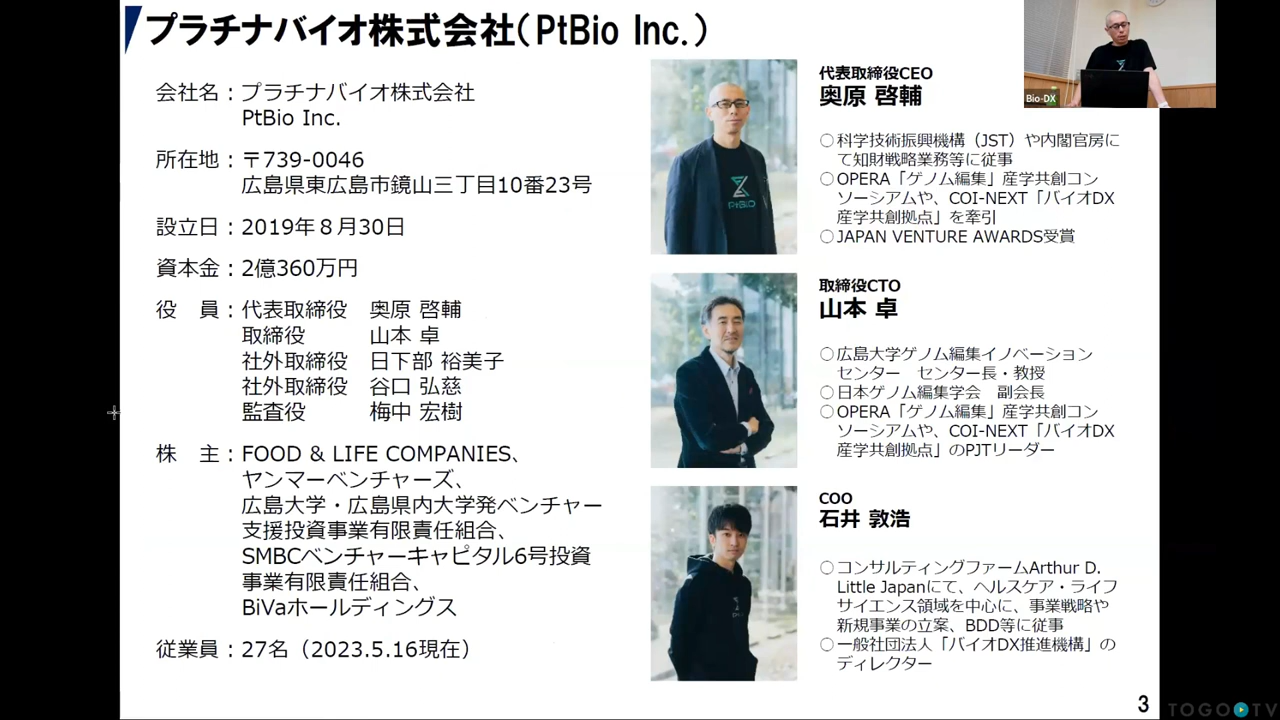 プラチナバイオ株式会社(PtBio Inc.)
会社名：プラチナバイオ株式会社
PtBio Inc.
所在地：〒739-0046
広島県東広島市鏡山三丁目10番23号
設立日：2019年８月30日
資本金：2億360万円
役　員：代表取締役　奥原 啓輔
取締役　山本 卓
社外取締役　日下部 裕美子
社外取締役　谷口 弘慈
監査役　梅中 宏樹
株　主：FOOD & LIFE COMPANIES、
ヤンマーベンチャーズ、
広島大学・広島県内大学発ベンチャー
支援投資事業有限責任組合、
SMBCベンチャーキャピタル6号投資
事業有限責任組合、
BiVaホールディングス
従業員：27名（2023.5.16現在）
PtBio
代表取締役CEO
奥原 啓輔
○科学技術振興機構（JST）や内閣官房に
て知財戦略業務等に従事
○OPERA「ゲノム編集」産学共創コン
ソーシアムや、COI-NEXT「バイオDX
産学共創拠点」を牽引
○JAPAN VENTURE AWARDS受賞
取締役CTO
山本 卓
○広島大学ゲノム編集イノベーション
センター　センター長・教授
○日本ゲノム編集学会　副会長
○OPERA「ゲノム編集」産学共創コン
ソーシアムや、COI-NEXT「バイオDX
産学共創拠点」のPJTリーダー
COO
石井 敦浩
○コンサルティングファームArthur D.
Little Japanにて、ヘルスケア・ライフ
サイエンス領域を中心に、事業戦略や
新規事業の立案、BDD等に従事
○一般社団法人「バイオDX推進機構」の
ディレクター
Bio-DX
3
TOGO TV